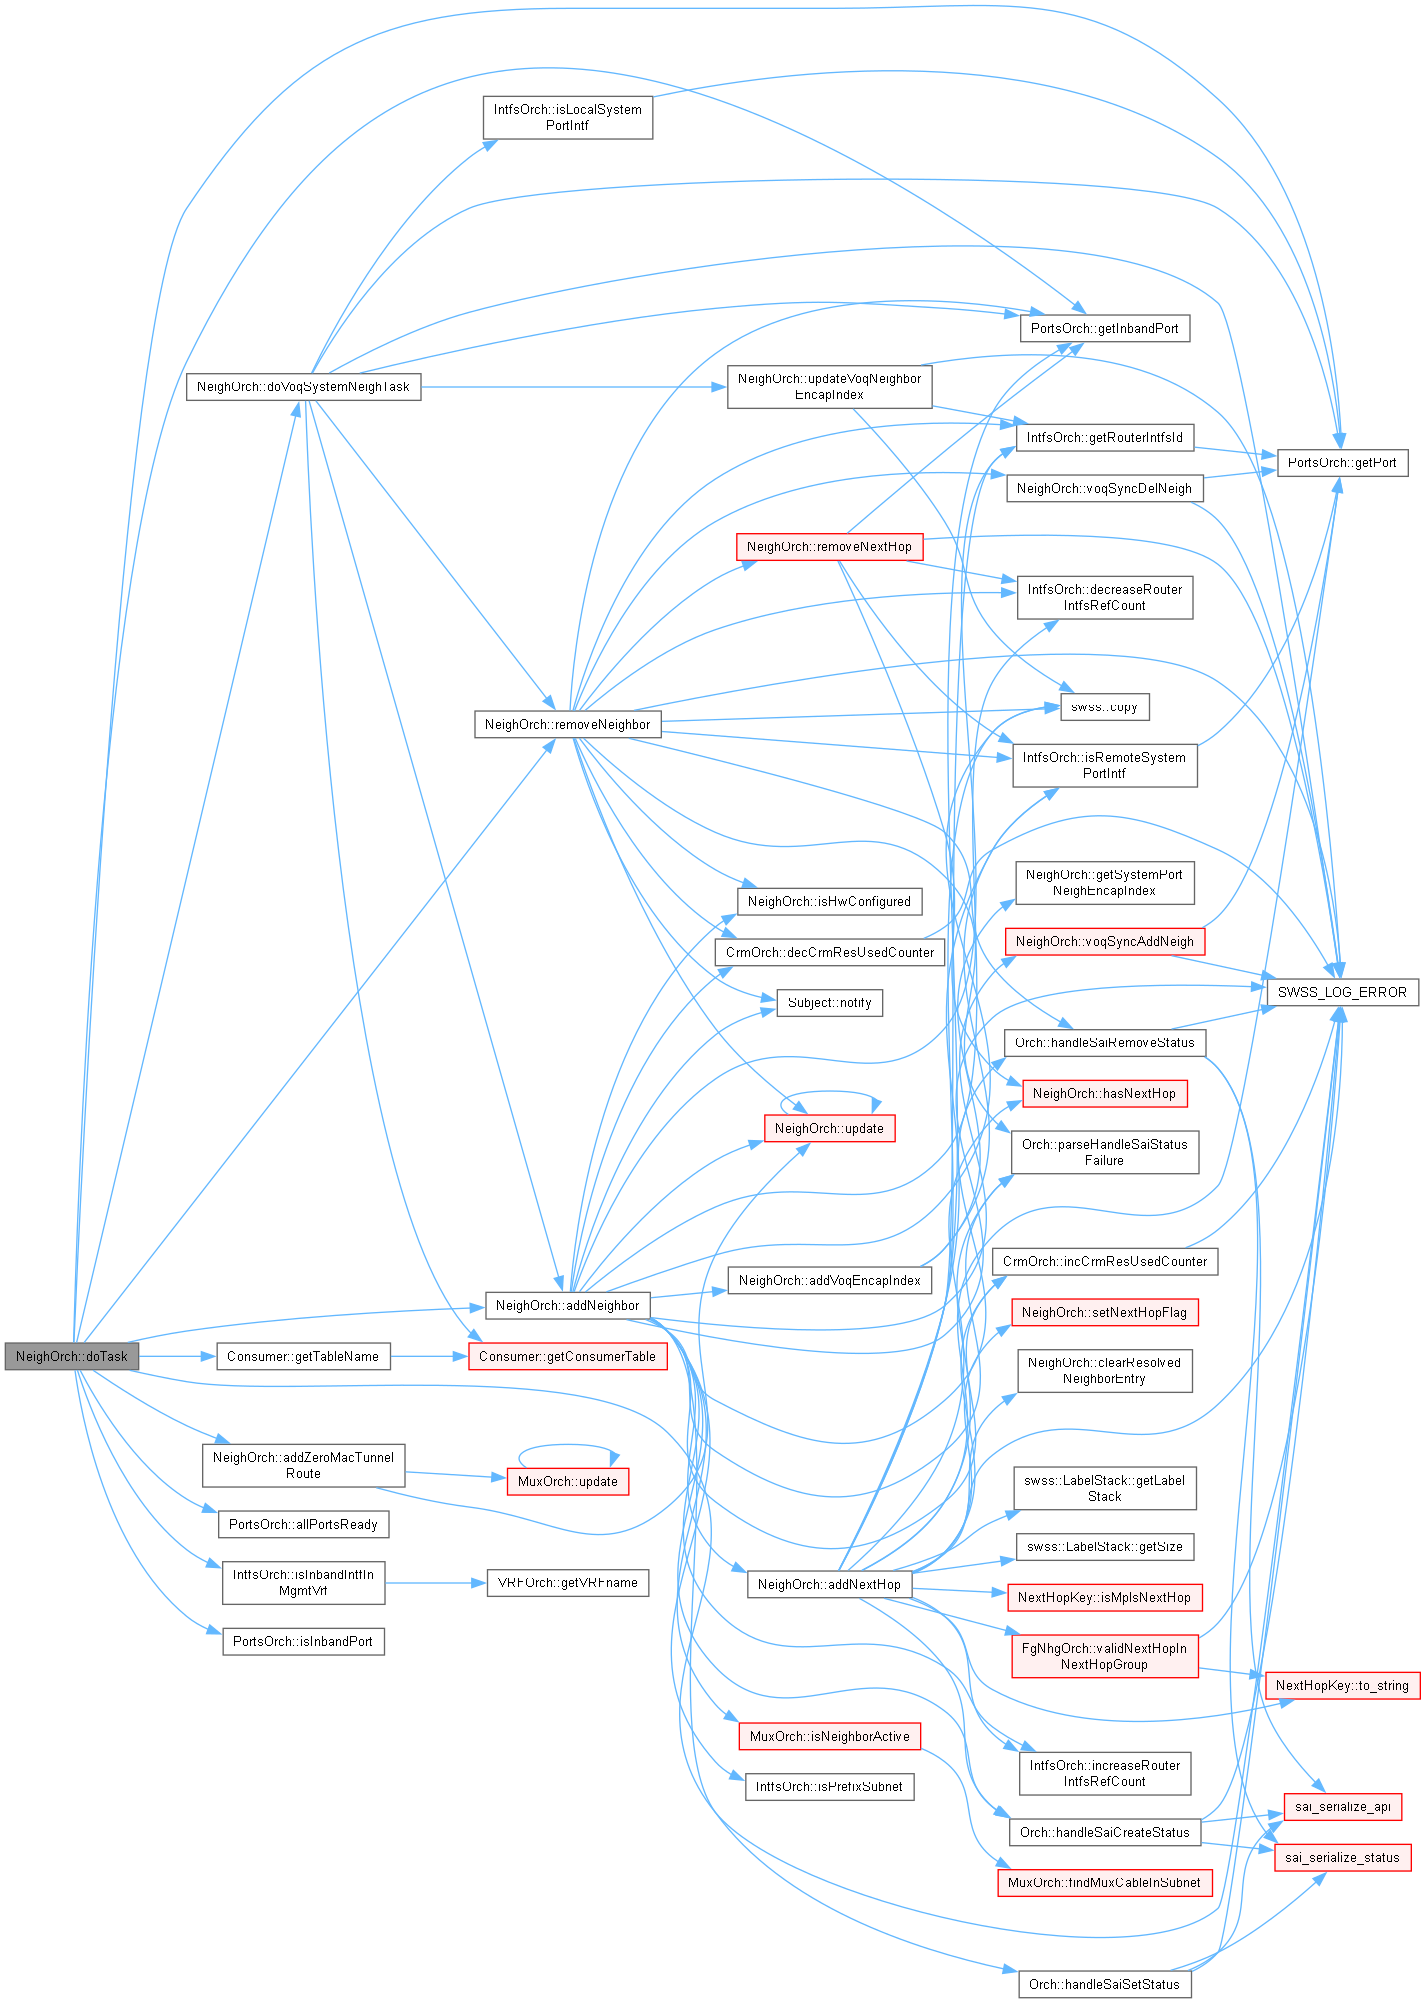 IntfsOrch::isLocalSystem
PortIntf
PortsOrch::getInbandPort
NeighOrch::doVoqSystemNeighTask
NeighOrch::updateVoqNeighbor
EncapIndex
IntfsOrch::getRouterIntfsId
PortsOrch::getPort
NeighOrch::voqSyncDelNeigh
NeighOrch::removeNextHop
IntfsOrch::decreaseRouter
IntfsRefCount
swss::copy
NeighOrch::removeNeighbor
IntfsOrch::isRemoteSystem
PortIntf
NeighOrch::getSystemPort
NeighEncapIndex
NeighOrch::isHwConfigured
NeighOrch::voqSyncAddNeigh
CrmOrch::decCrmResUsedCounter
SWSS_LOG_ERROR
Subject::notify
Orch::handleSaiRemoveStatus
NeighOrch::hasNextHop
NeighOrch::update
Orch::parseHandleSaiStatus
Failure
CrmOrch::incCrmResUsedCounter
NeighOrch::addVoqEncapIndex
NeighOrch::addNeighbor
NeighOrch::setNextHopFlag
NeighOrch::doTask
Consumer::getTableName
Consumer::getConsumerTable
NeighOrch::clearResolved
NeighborEntry
NeighOrch::addZeroMacTunnel
Route
MuxOrch::update
swss::LabelStack::getLabel
Stack
PortsOrch::allPortsReady
swss::LabelStack::getSize
IntfsOrch::isInbandIntfIn
MgmtVrf
VRFOrch::getVRFname
NeighOrch::addNextHop
NextHopKey::isMplsNextHop
PortsOrch::isInbandPort
FgNhgOrch::validNextHopIn
NextHopGroup
NextHopKey::to_string
MuxOrch::isNeighborActive
IntfsOrch::increaseRouter
IntfsRefCount
IntfsOrch::isPrefixSubnet
sai_serialize_api
Orch::handleSaiCreateStatus
sai_serialize_status
MuxOrch::findMuxCableInSubnet
Orch::handleSaiSetStatus